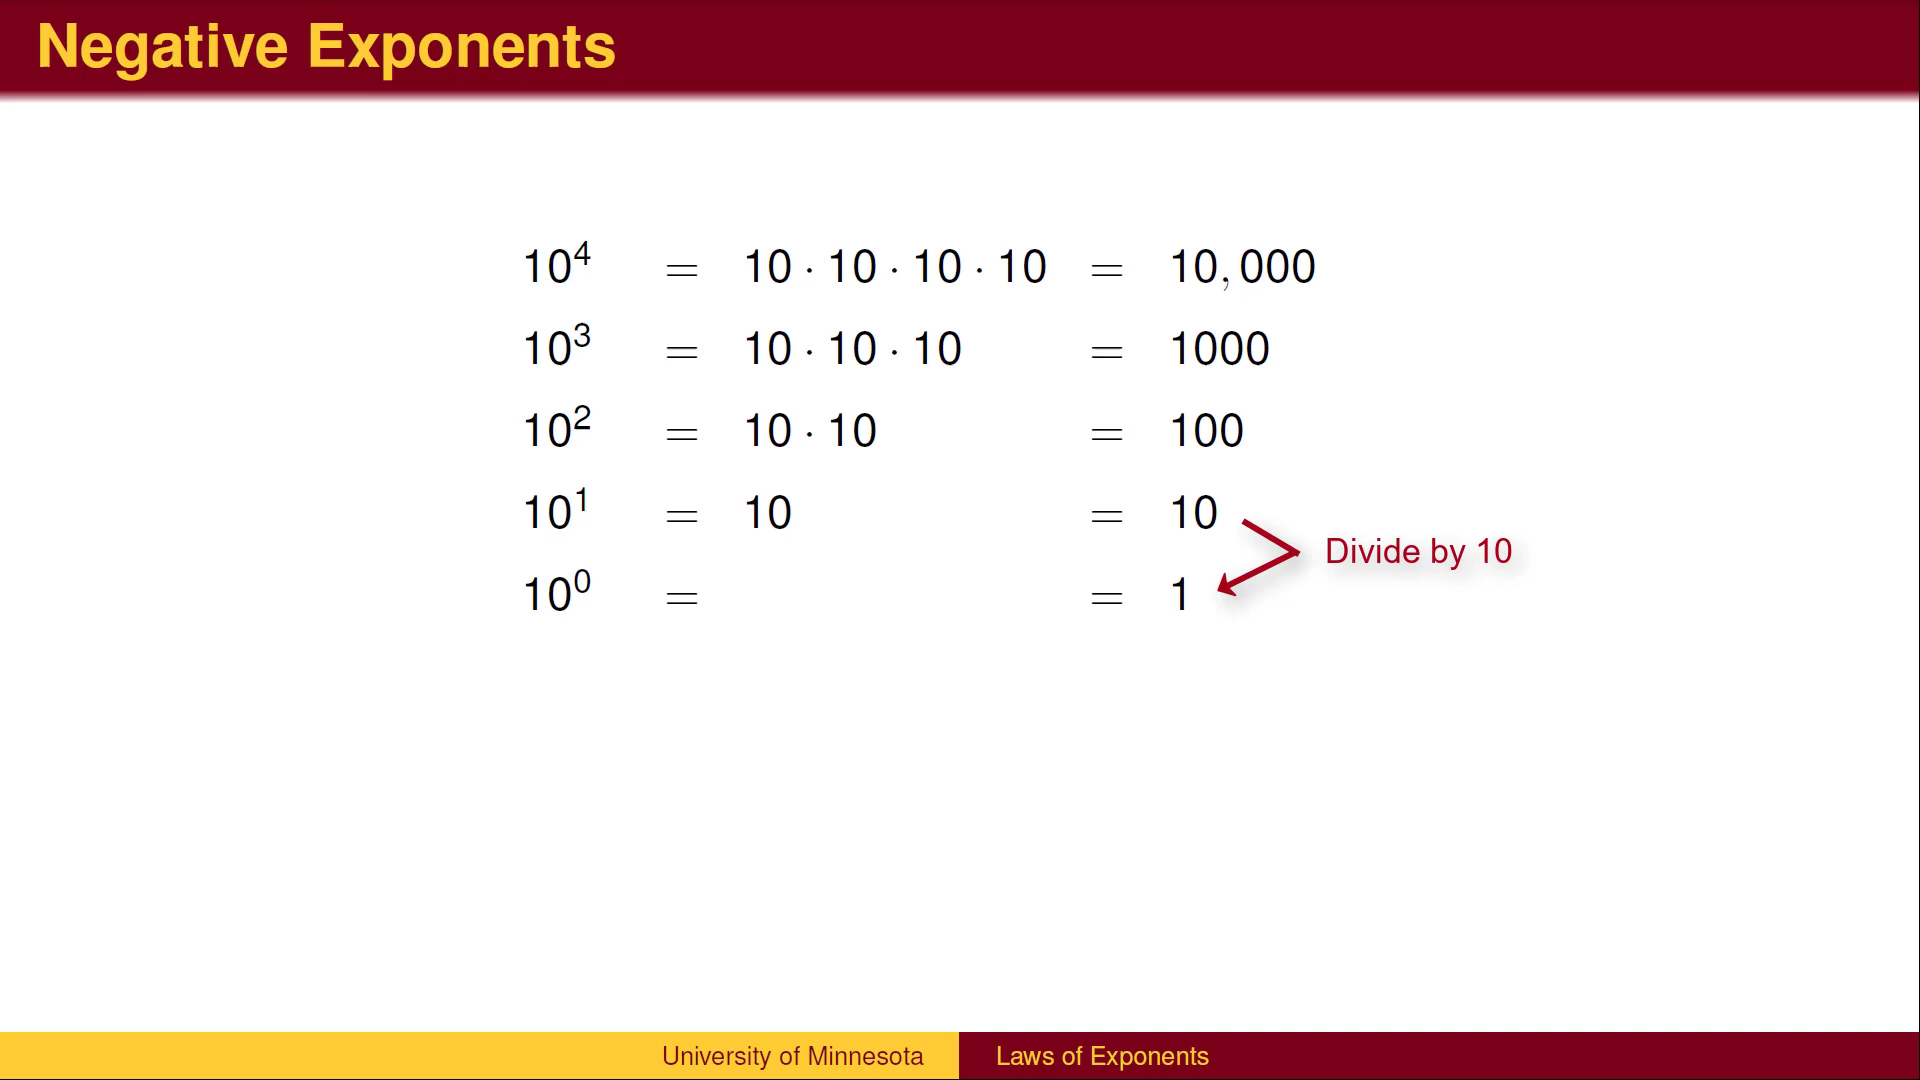 Negative Exponents
10⁴ = 10 · 10 · 10 · 10 = 10,000
10³ = 10 · 10 · 10 = 1000
10² = 10 · 10 = 100
10¹ = 10 = 10
Divide by 10
10⁰ = = 1
University of Minnesota
Laws of Exponents